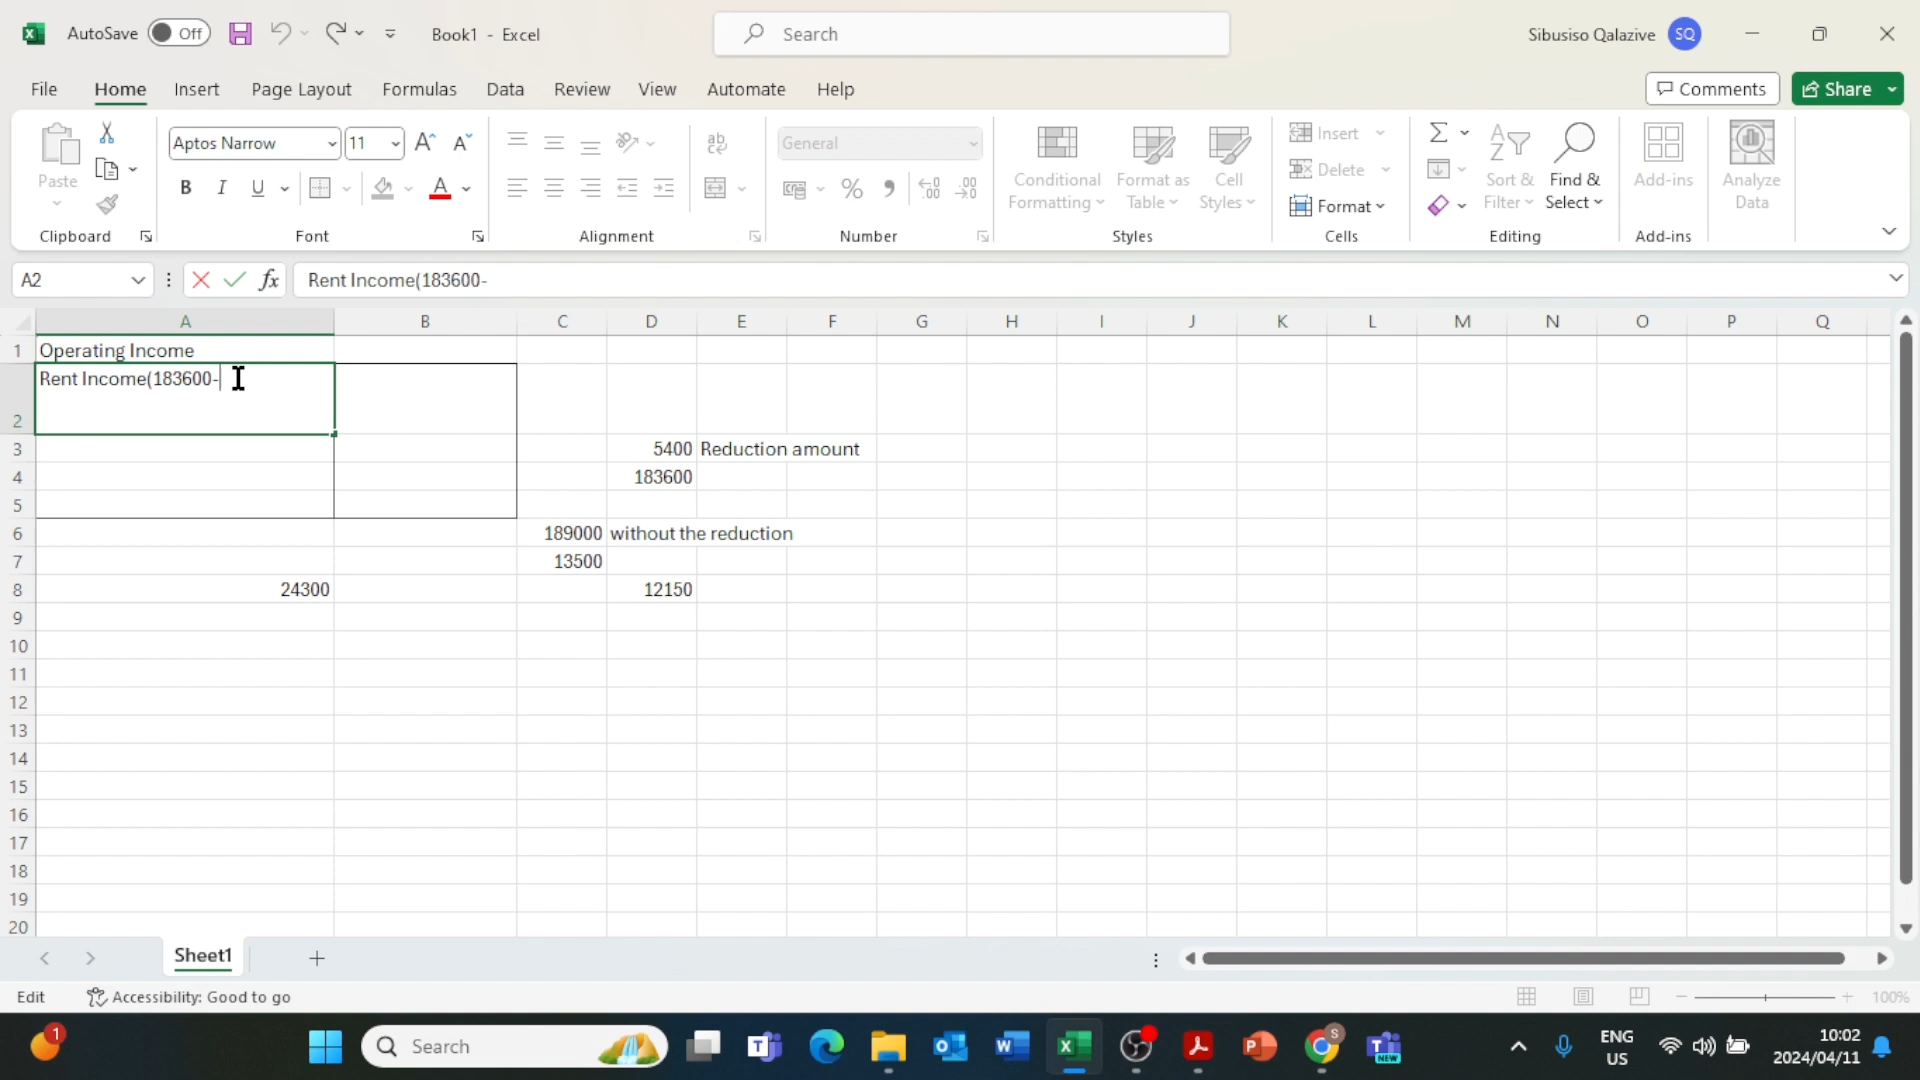 AutoSave Off Book1 - Excel Search Sibusiso Qalazive SQ
File Home Insert Page Layout Formulas Data Review View Automate Help Comments Share
Paste Aptos Narrow 11 General Conditional Formatting Format as Table Cell Styles Insert Delete Format Sort & Filter Find & Select Add-ins Analyze Data
Clipboard Font Alignment Number Styles Cells Editing Add-ins
A2 fx Rent Income(183600-
A B C D E F G H I J K L M N O P Q
1 Operating Income
2 Rent Income(183600-
3 5400 Reduction amount
4 183600
5
6 189000 without the reduction
7 13500
8 24300 12150
9
10
11
12
13
14
15
16
17
18
19
20
Sheet1
Edit Accessibility: Good to go 100%
1 Search ENG US 10:02 2024/04/11